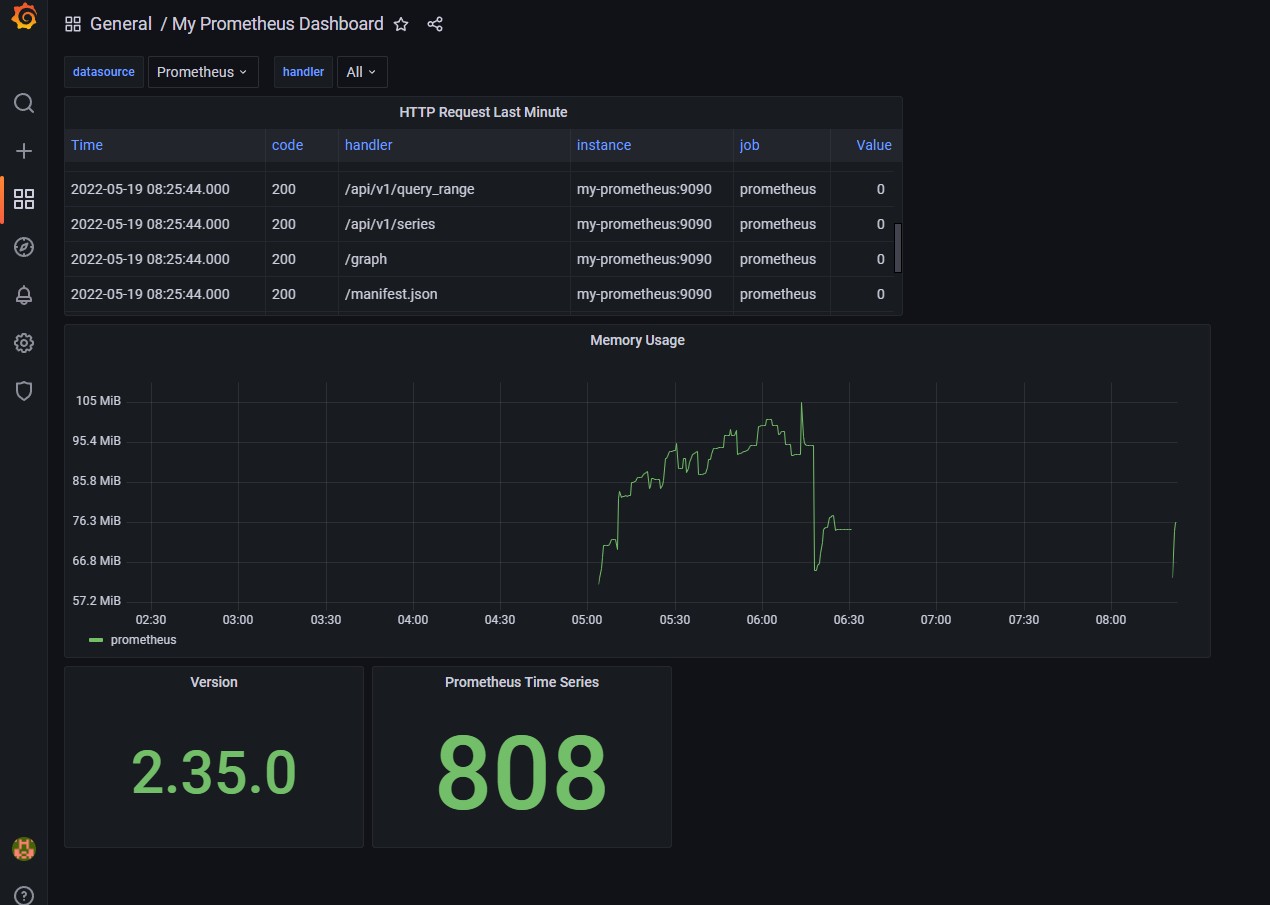 General / My Prometheus Dashboard
datasource Prometheus handler All
HTTP Request Last Minute
Time code handler instance job Value
2022-05-19 08:25:44.000 200 /api/v1/query_range my-prometheus:9090 prometheus 0
2022-05-19 08:25:44.000 200 /api/v1/series my-prometheus:9090 prometheus 0
2022-05-19 08:25:44.000 200 /graph my-prometheus:9090 prometheus 0
2022-05-19 08:25:44.000 200 /manifest.json my-prometheus:9090 prometheus 0
Memory Usage
105 MiB
95.4 MiB
85.8 MiB
76.3 MiB
66.8 MiB
57.2 MiB
02:30 03:00 03:30 04:00 04:30 05:00 05:30 06:00 06:30 07:00 07:30 08:00
prometheus
Version Prometheus Time Series
2.35.0 808